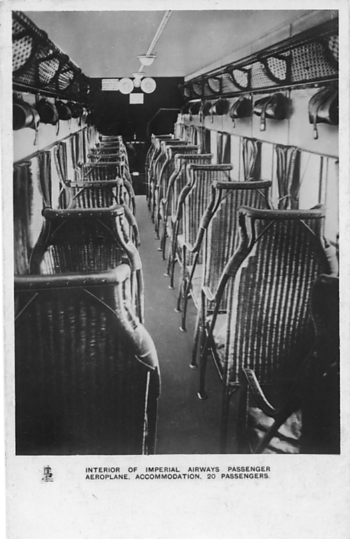 INTERIOR OF IMPERIAL AIRWAYS PASSENGER
AEROPLANE, ACCOMMODATION, 20 PASSENGERS.